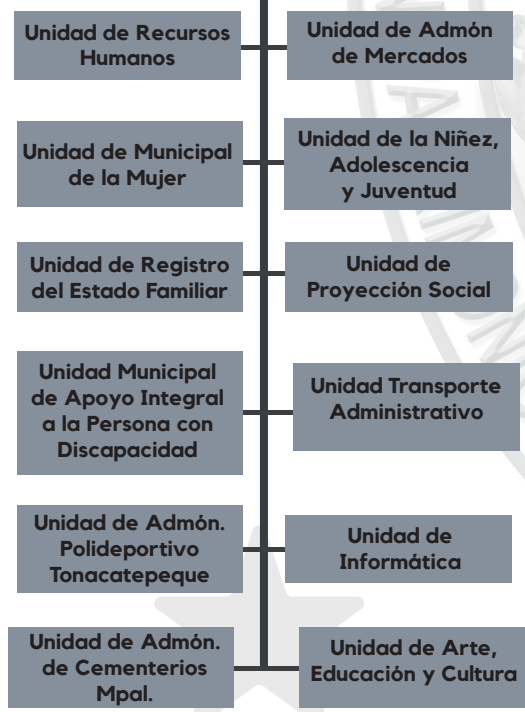 Unidad de Recursos
Humanos
Unidad de Admón
de Mercados
Unidad de Municipal
de la Mujer
Unidad de la Niñez,
Adolescencia
y Juventud
Unidad de Registro
del Estado Familiar
Unidad de
Proyección Social
Unidad Municipal
de Apoyo Integral
a la Persona con
Discapacidad
Unidad Transporte
Administrativo
Unidad de Admón.
Polideportivo
Tonacatepeque
Unidad de
Informática
Unidad de Admón.
de Cementerios
Mpal.
Unidad de Arte,
Educación y Cultura